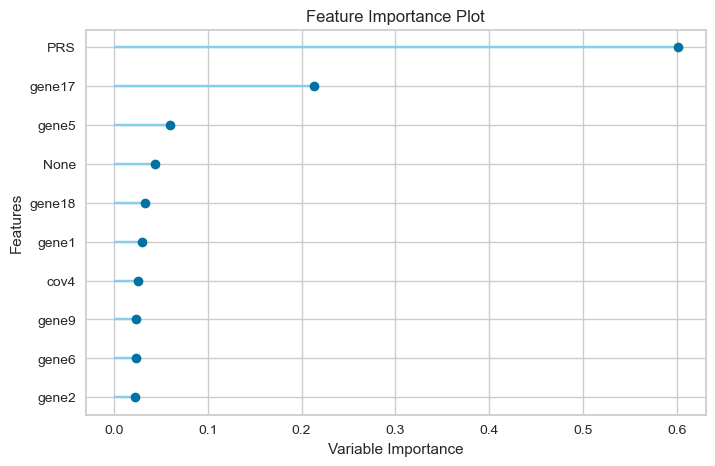 Feature Importance Plot
PRS
gene17
gene5
None
gene18
gene1
cov4
gene9
gene6
gene2
Features
0.0 0.1 0.2 0.3 0.4 0.5 0.6
Variable Importance